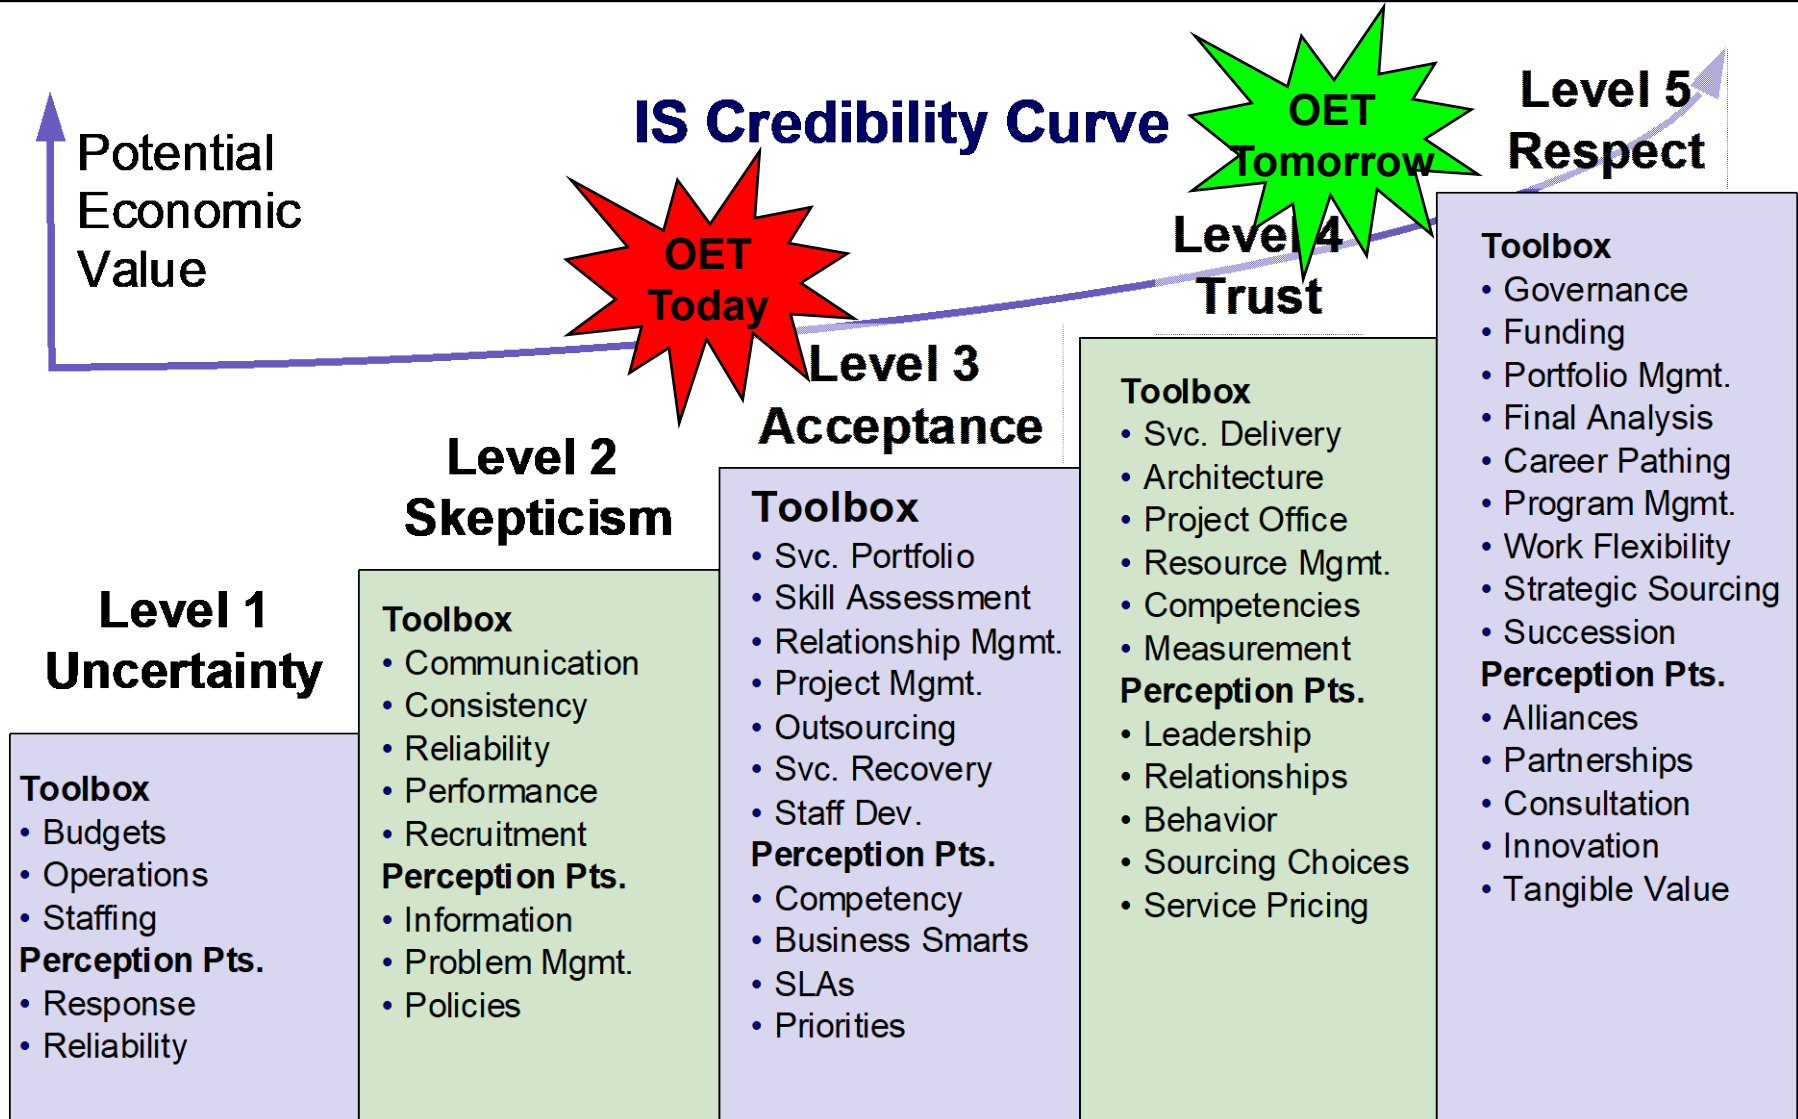 IS Credibility Curve
Potential
Economic
Value
OET
Today
OET
Tomorrow
Level 1
Uncertainty
Toolbox
• Budgets
• Operations
• Staffing
Perception Pts.
• Response
• Reliability
Level 2
Skepticism
Toolbox
• Communication
• Consistency
• Reliability
• Performance
• Recruitment
Perception Pts.
• Information
• Problem Mgmt.
• Policies
Level 3
Acceptance
Toolbox
• Svc. Portfolio
• Skill Assessment
• Relationship Mgmt.
• Project Mgmt.
• Outsourcing
• Svc. Recovery
• Staff Dev.
Perception Pts.
• Competency
• Business Smarts
• SLAs
• Priorities
Level 4
Trust
Toolbox
• Svc. Delivery
• Architecture
• Project Office
• Resource Mgmt.
• Competencies
• Measurement
Perception Pts.
• Leadership
• Relationships
• Behavior
• Sourcing Choices
• Service Pricing
Level 5
Respect
Toolbox
• Governance
• Funding
• Portfolio Mgmt.
• Final Analysis
• Career Pathing
• Program Mgmt.
• Work Flexibility
• Strategic Sourcing
• Succession
Perception Pts.
• Alliances
• Partnerships
• Consultation
• Innovation
• Tangible Value